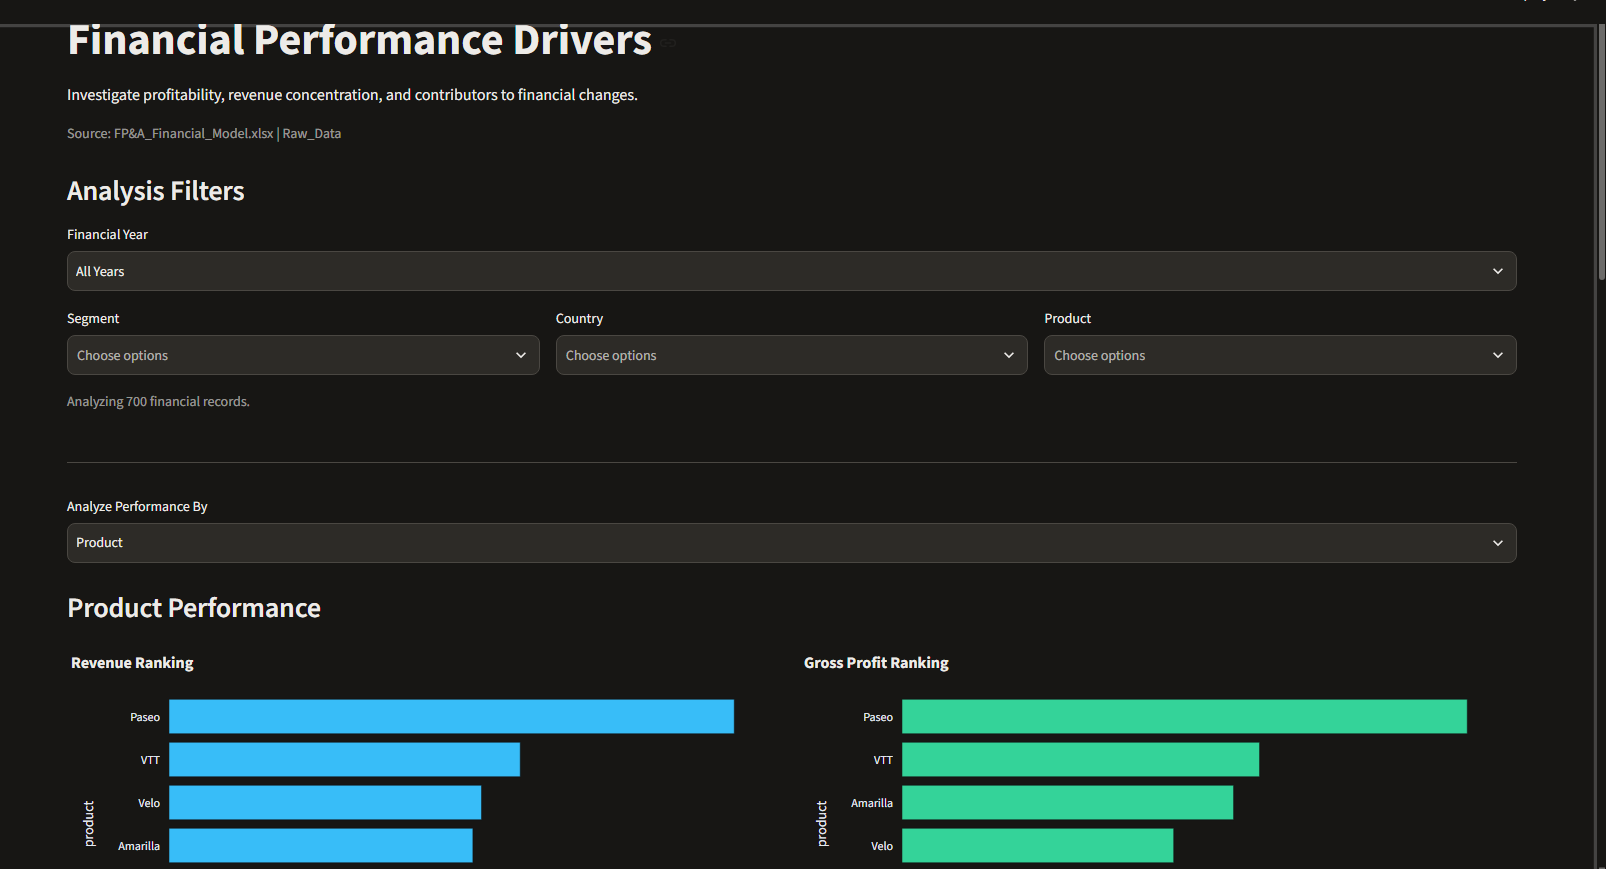 Financial Performance Drivers
Investigate profitability, revenue concentration, and contributors to financial changes.
Source: FP&A_Financial_Model.xlsx | Raw_Data
Analysis Filters
Financial Year
All Years
Segment
Country
Product
Choose options
Choose options
Choose options
Analyzing 700 financial records.
Analyze Performance By
Product
Product Performance
Revenue Ranking
Paseo
VTT
Velo
Amarilla
product
Gross Profit Ranking
Paseo
VTT
Amarilla
Velo
product